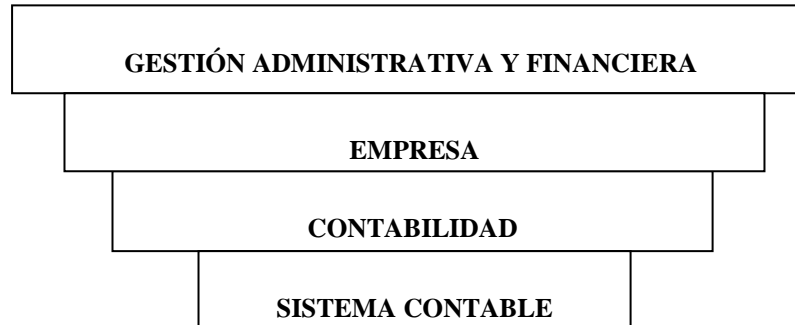 GESTIÓN ADMINISTRATIVA Y FINANCIERA
EMPRESA
CONTABILIDAD
SISTEMA CONTABLE